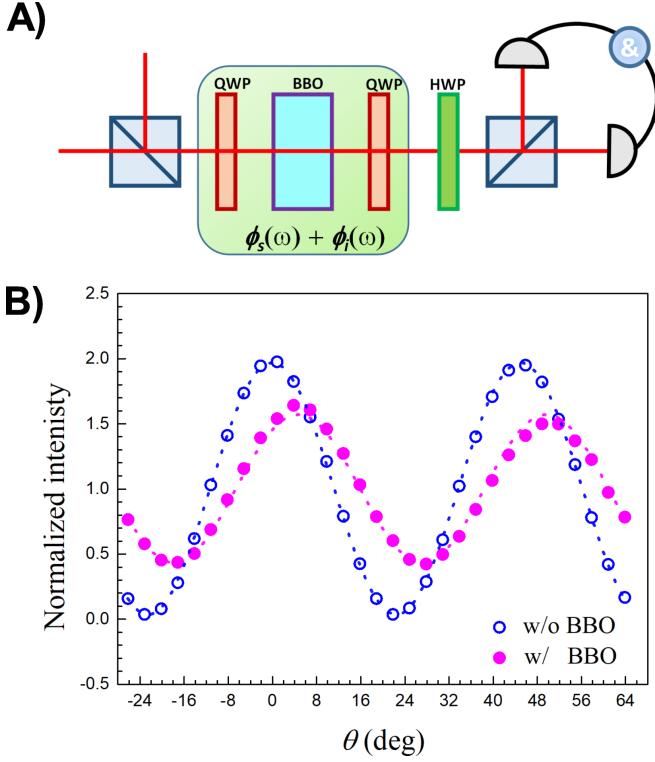 A)
QWP BBO QWP HWP &
ϕs(ω) + ϕi(ω)
B)
Normalized intenisty
2.5
2.0
1.5
1.0
0.5
0.0
-0.5
w/o BBO
w/ BBO
-24 -16 -8 0 8 16 24 32 40 48 56 64
θ (deg)